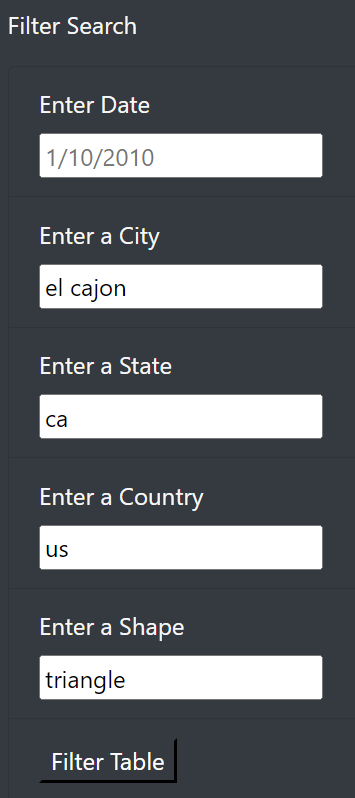 Filter Search
Enter Date
1/10/2010
Enter a City
el cajon
Enter a State
ca
Enter a Country
us
Enter a Shape
triangle
Filter Table